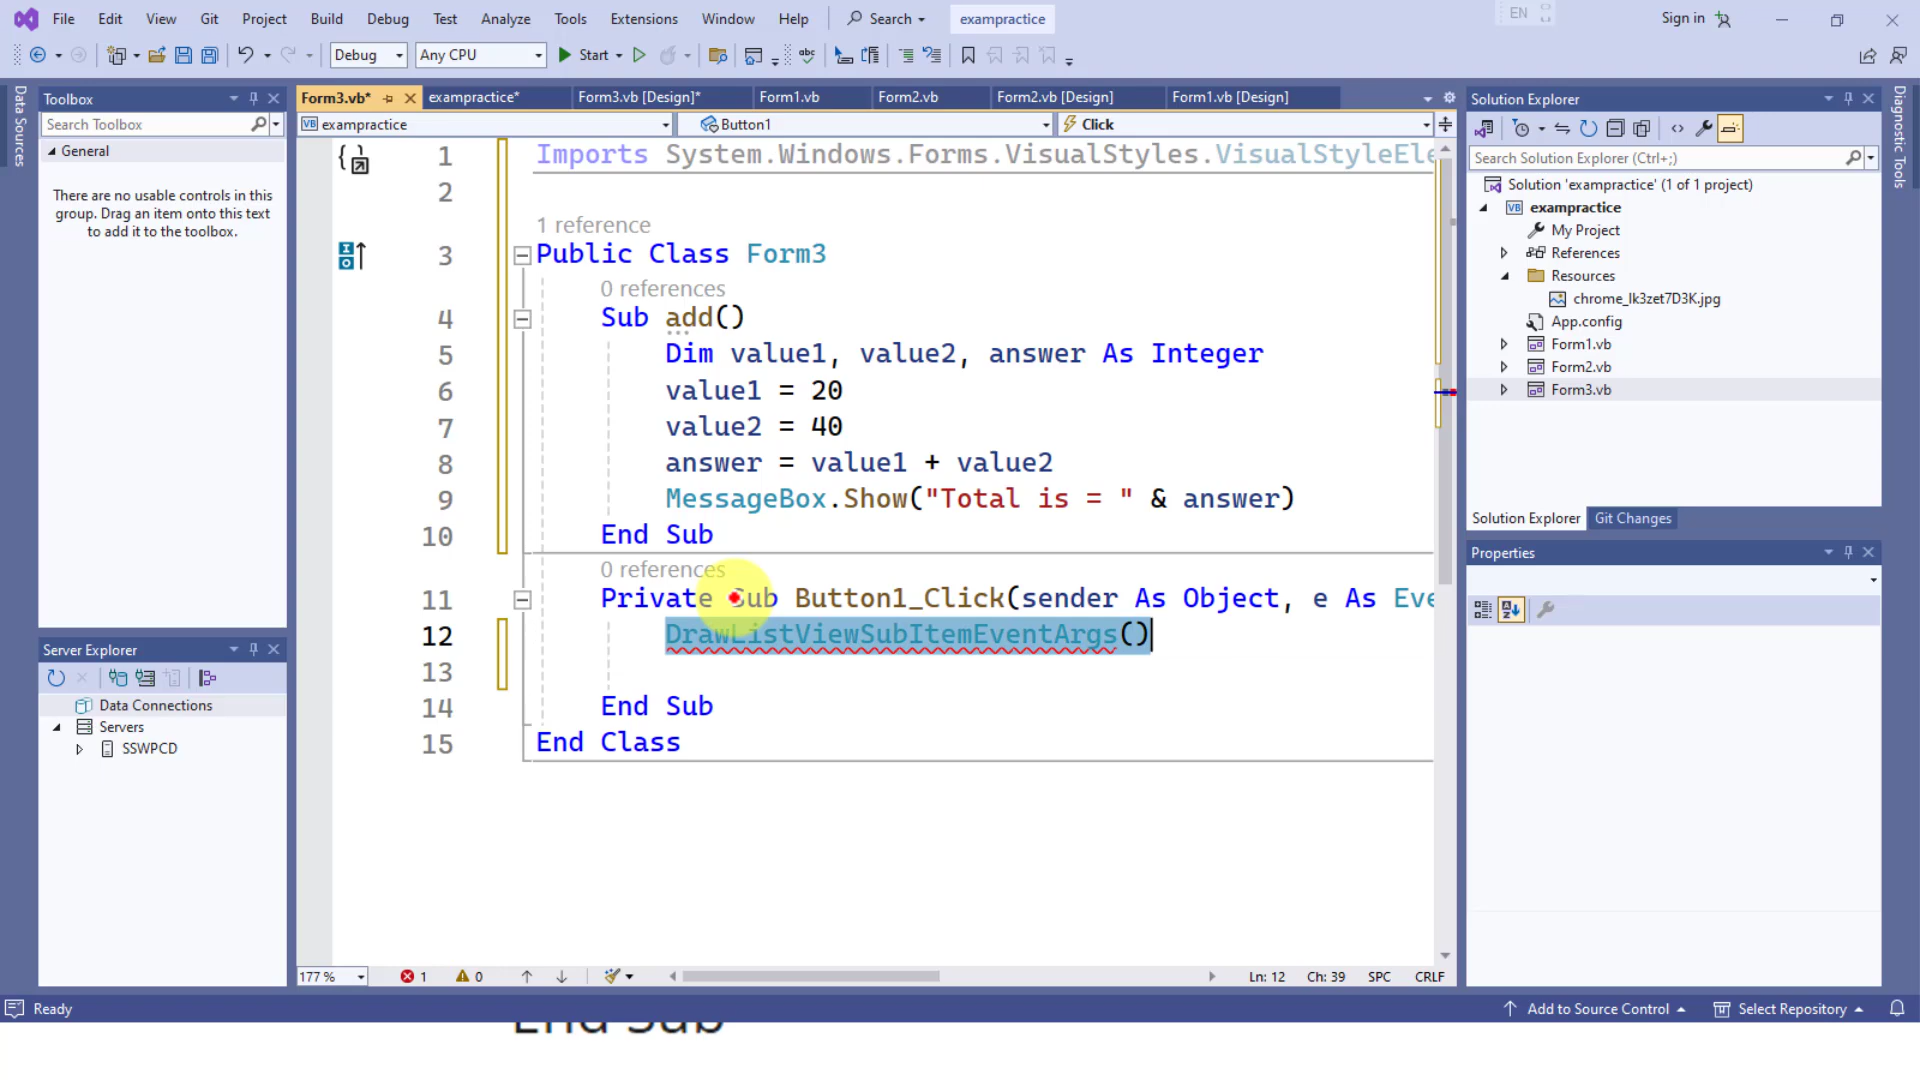 File Edit View Git Project Build Debug Test Analyze Tools Extensions Window Help Search exampractice EN Sign in
Debug Any CPU Start
Data Sources
Toolbox
Search Toolbox
General
There are no usable controls in this
group. Drag an item onto this text
to add it to the toolbox.
Server Explorer
Data Connections
Servers
SSWPCD
Form3.vb* exampractice* Form3.vb [Design]* Form1.vb Form2.vb Form2.vb [Design] Form1.vb [Design]
VB exampractice Button1 Click
1 Imports System.Windows.Forms.VisualStyles.VisualStyleEle
2
1 reference
3 Public Class Form3
0 references
4 Sub add()
5 Dim value1, value2, answer As Integer
6 value1 = 20
7 value2 = 40
8 answer = value1 + value2
9 MessageBox.Show("Total is = " & answer)
10 End Sub
0 references
11 Private Sub Button1_Click(sender As Object, e As Eve
12 DrawListViewSubItemEventArgs()
13
14 End Sub
15 End Class
177 % 1 0 Ln: 12 Ch: 39 SPC CRLF
Solution Explorer
Search Solution Explorer (Ctrl+;)
Solution 'exampractice' (1 of 1 project)
VB exampractice
My Project
References
Resources
chrome_lk3zet7D3K.jpg
App.config
Form1.vb
Form2.vb
Form3.vb
Solution Explorer Git Changes
Properties
Diagnostic Tools
Ready Add to Source Control Select Repository
End Sub